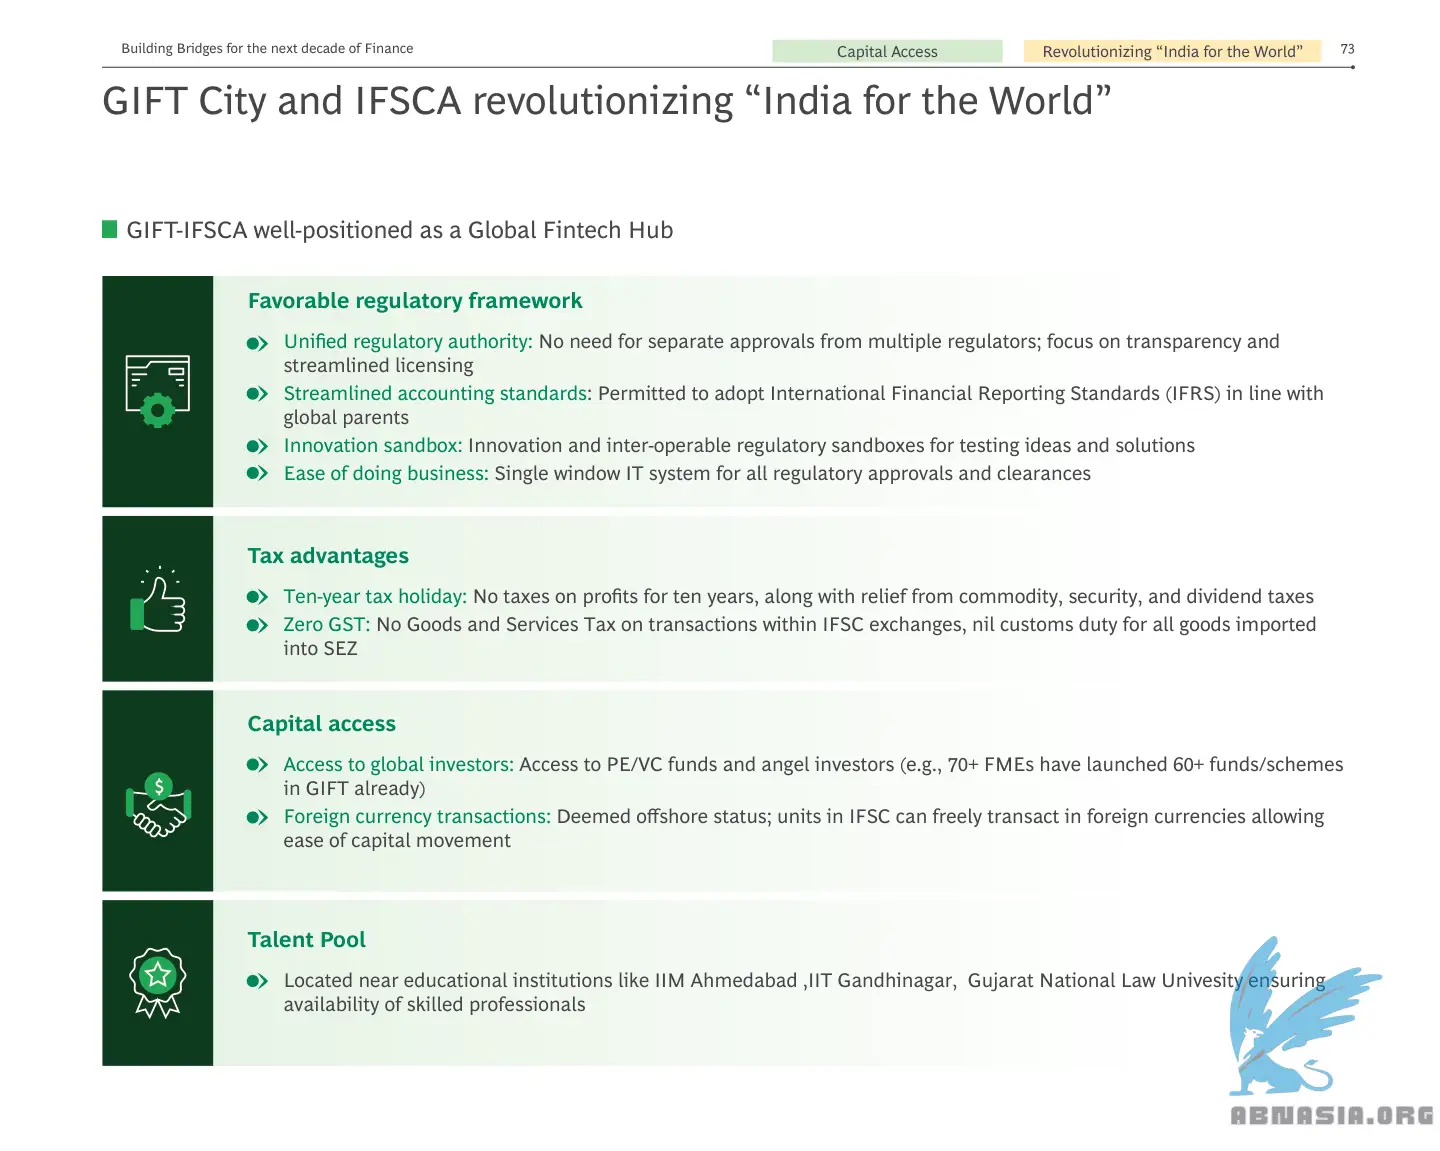 Building Bridges for the next decade of Finance
Capital Access
Revolutionizing “India for the World”
73
GIFT City and IFSCA revolutionizing “India for the World”
GIFT-IFSCA well-positioned as a Global Fintech Hub
Favorable regulatory framework
Unified regulatory authority: No need for separate approvals from multiple regulators; focus on transparency and
streamlined licensing
Streamlined accounting standards: Permitted to adopt International Financial Reporting Standards (IFRS) in line with
global parents
Innovation sandbox: Innovation and inter-operable regulatory sandboxes for testing ideas and solutions
Ease of doing business: Single window IT system for all regulatory approvals and clearances
Tax advantages
Ten-year tax holiday: No taxes on profits for ten years, along with relief from commodity, security, and dividend taxes
Zero GST: No Goods and Services Tax on transactions within IFSC exchanges, nil customs duty for all goods imported
into SEZ
$
Capital access
Access to global investors: Access to PE/VC funds and angel investors (e.g., 70+ FMEs have launched 60+ funds/schemes
in GIFT already)
Foreign currency transactions: Deemed offshore status; units in IFSC can freely transact in foreign currencies allowing
ease of capital movement
Talent Pool
Located near educational institutions like IIM Ahmedabad ,IIT Gandhinagar,  Gujarat National Law Univesity ensuring
availability of skilled professionals
ABNASIA.ORG